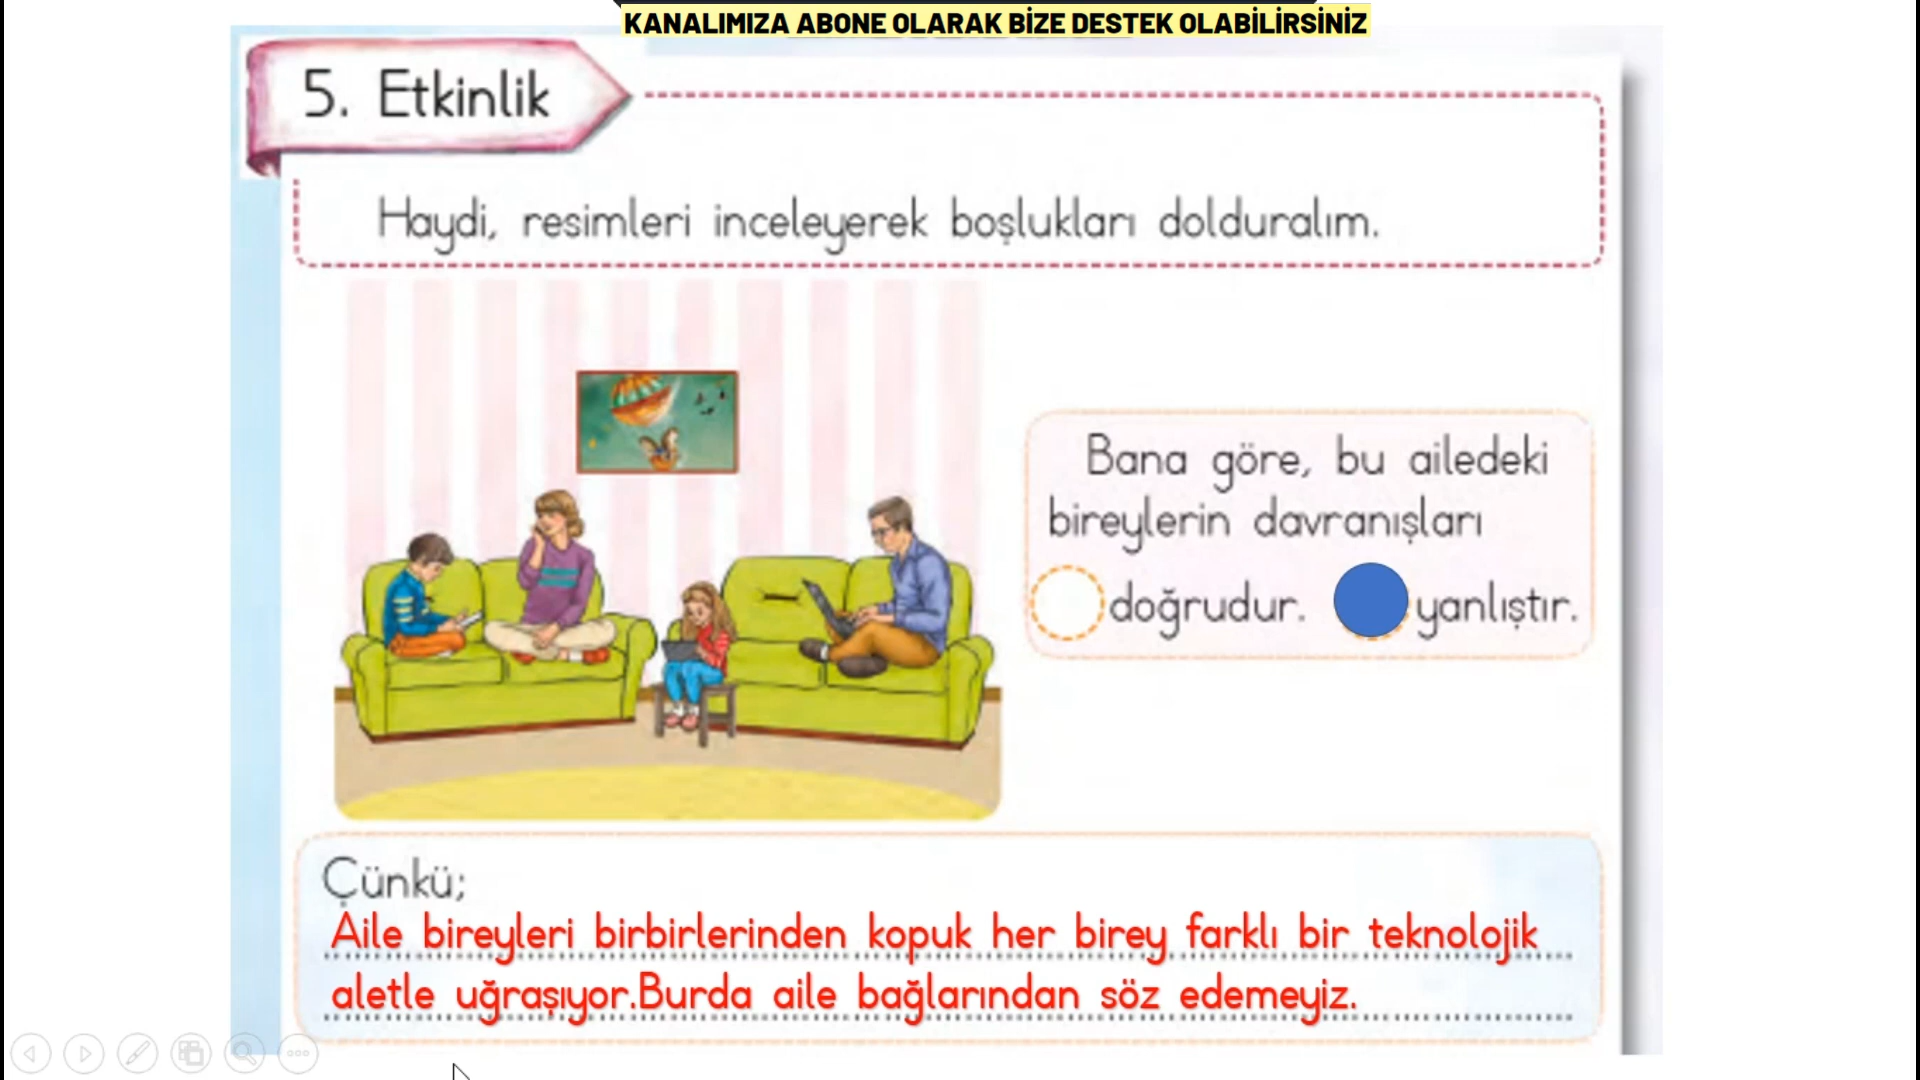 KANALIMIZA ABONE OLARAK BİZE DESTEK OLABİLİRSİNİZ
5. Etkinlik
Haydi, resimleri inceleyerek boşlukları dolduralım.
Bana göre, bu ailedeki
bireylerin davranışları
doğrudur. yanlıştır.
Çünkü;
Aile bireyleri birbirlerinden kopuk her birey farklı bir teknolojik
aletle uğraşıyor.Burda aile bağlarından söz edemeyiz.